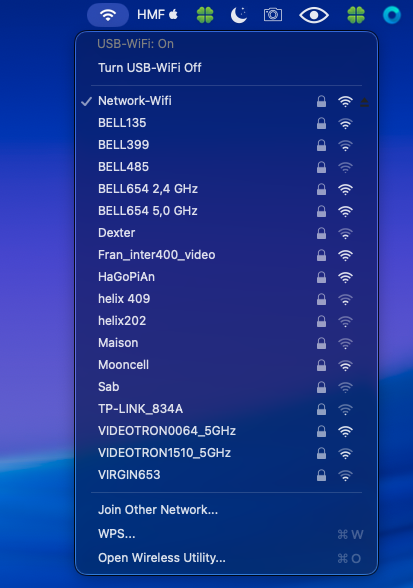 HMF
USB-WiFi: On
Turn USB-WiFi Off
Network-Wifi
BELL135
BELL399
BELL485
BELL654 2,4 GHz
BELL654 5,0 GHz
Dexter
Fran_inter400_video
HaGoPiAn
helix 409
helix202
Maison
Mooncell
Sab
TP-LINK_834A
VIDEOTRON0064_5GHz
VIDEOTRON1510_5GHz
VIRGIN653
Join Other Network...
WPS... ⌘ W
Open Wireless Utility... ⌘ O